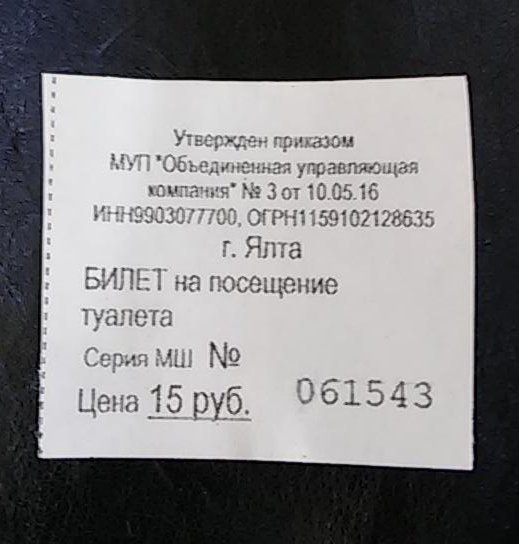 Утвержден приказом
МУП "Объединенная управляющая
компания" № 3 от 10.05.16
ИНН9903077700, ОГРН1159102128635
г. Ялта
БИЛЕТ на посещение
туалета
Серия МШ №
Цена 15 руб. 061543